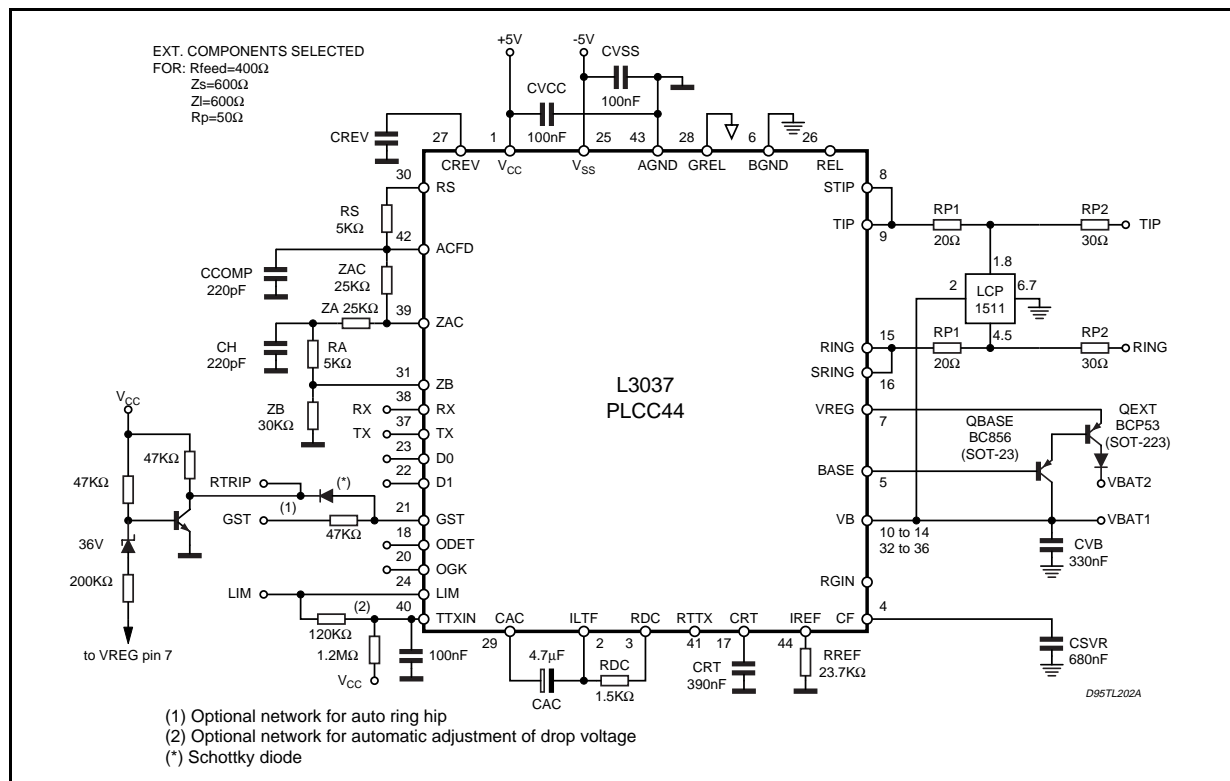 EXT. COMPONENTS SELECTED
FOR: Rfeed=400Ω
Zs=600Ω
Zl=600Ω
Rp=50Ω
+5V
-5V
CVSS
100nF
CVCC
100nF
CREV
27
1
25
43
28
6
26
CREV
VCC
VSS
AGND
GREL
BGND
REL
30
RS
RS
5KΩ
42
ACFD
CCOMP
220pF
ZAC
25KΩ
ZA 25KΩ
39
ZAC
CH
220pF
RA
5KΩ
31
ZB
ZB
30KΩ
38
RX
RX
37
TX
TX
23
D0
22
D1
VCC
47KΩ
47KΩ
RTRIP
(*)
(1)
21
GST
GST
47KΩ
36V
18
ODET
20
OGK
200KΩ
24
LIM
LIM
(2)
40
TTXIN
120KΩ
1.2MΩ
100nF
VCC
to VREG pin 7
L3037
PLCC44
STIP
8
TIP
9
RP1
20Ω
RP2
30Ω
TIP
1.8
2
LCP
1511
6.7
4.5
RING
15
SRING
16
RP1
20Ω
RP2
30Ω
RING
VREG
7
QBASE
BC856
(SOT-23)
QEXT
BCP53
(SOT-223)
VBAT2
BASE
5
VB
10 to 14
32 to 36
VBAT1
CVB
330nF
RGIN
CF
4
CSVR
680nF
CAC
ILTF
RDC
RTTX
CRT
IREF
29
2
3
41
17
44
4.7μF
CAC
RDC
1.5KΩ
CRT
390nF
RREF
23.7KΩ
D95TL202A
(1) Optional network for auto ring hip
(2) Optional network for automatic adjustment of drop voltage
(*) Schottky diode